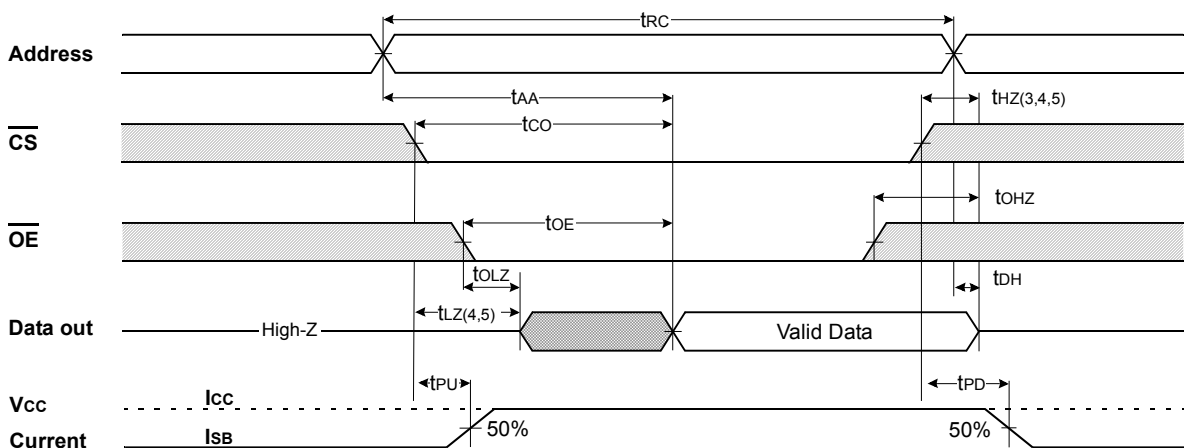 tRC
Address
tAA
tHZ(3,4,5)
CS
tCO
tOHZ
OE
tOE
tOLZ
tDH
tLZ(4,5)
Data out
High-Z
Valid Data
tPU
tPD
VCC
ICC
50%
50%
Current
ISB